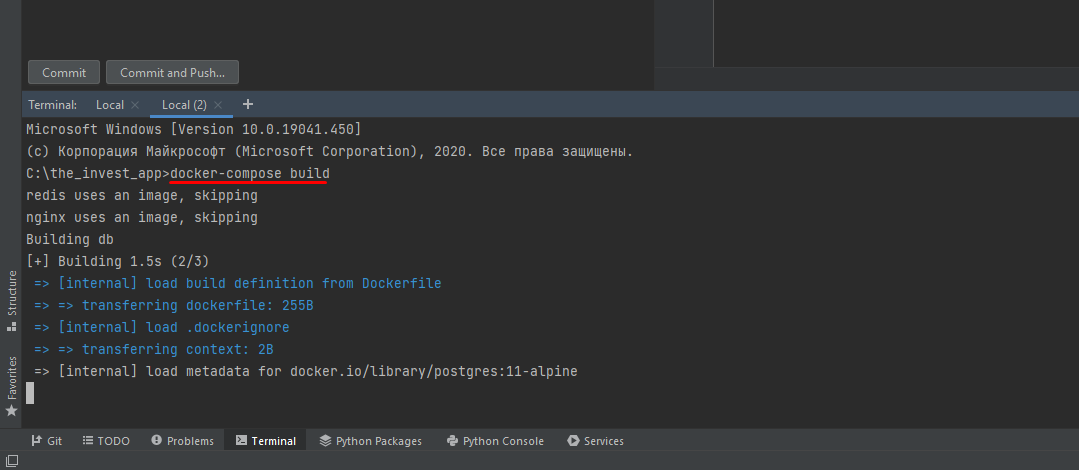 Commit Commit and Push...
Terminal: Local Local (2)
Microsoft Windows [Version 10.0.19041.450]
(c) Корпорация Майкрософт (Microsoft Corporation), 2020. Все права защищены.
C:\the_invest_app>docker-compose build
redis uses an image, skipping
nginx uses an image, skipping
Building db
[+] Building 1.5s (2/3)
=> [internal] load build definition from Dockerfile
=> => transferring dockerfile: 255B
=> [internal] load .dockerignore
=> => transferring context: 2B
=> [internal] load metadata for docker.io/library/postgres:11-alpine
Structure
Favorites
Git TODO Problems Terminal Python Packages Python Console Services